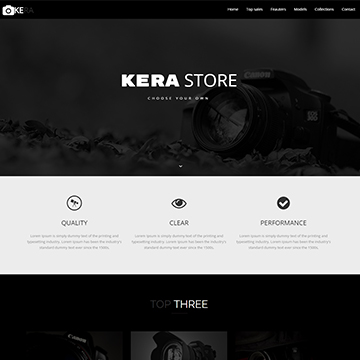 KERA
Home Top sales Feauters Models Collections Contact
KERA STORE
CHOOSE YOUR OWN
Canon
QUALITY
CLEAR
PERFORMANCE
Lorem Ipsum is simply dummy text of the printing and
typesetting industry. Lorem Ipsum has been the industry's
standard dummy text ever since the 1500s.
Lorem Ipsum is simply dummy text of the printing and
typesetting industry. Lorem Ipsum has been the industry's
standard dummy text ever since the 1500s.
Lorem Ipsum is simply dummy text of the printing and
typesetting industry. Lorem Ipsum has been the industry's
standard dummy text ever since the 1500s.
TOP THREE